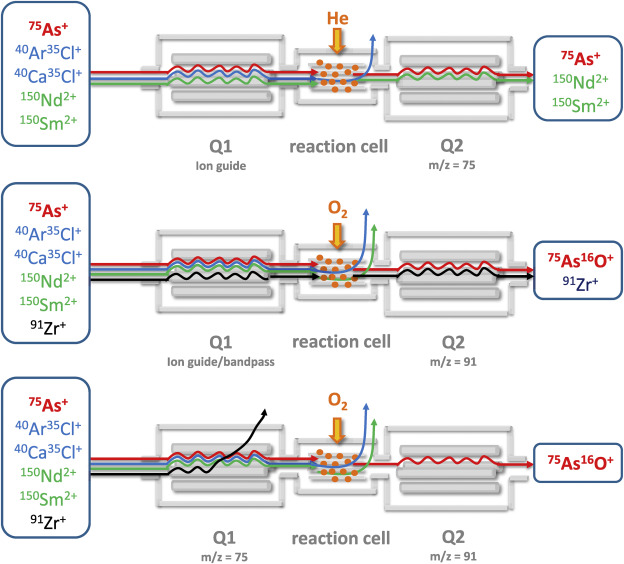 He
⁷⁵As⁺
⁴⁰Ar³⁵Cl⁺
⁴⁰Ca³⁵Cl⁺
¹⁵⁰Nd²⁺
¹⁵⁰Sm²⁺
⁷⁵As⁺
¹⁵⁰Nd²⁺
¹⁵⁰Sm²⁺
Q1 reaction cell Q2
Ion guide m/z = 75
O₂
⁷⁵As⁺
⁴⁰Ar³⁵Cl⁺
⁴⁰Ca³⁵Cl⁺
¹⁵⁰Nd²⁺
¹⁵⁰Sm²⁺
⁹¹Zr⁺
⁷⁵As¹⁶O⁺
⁹¹Zr⁺
Q1 reaction cell Q2
Ion guide/bandpass m/z = 91
O₂
⁷⁵As⁺
⁴⁰Ar³⁵Cl⁺
⁴⁰Ca³⁵Cl⁺
¹⁵⁰Nd²⁺
¹⁵⁰Sm²⁺
⁹¹Zr⁺
⁷⁵As¹⁶O⁺
Q1 reaction cell Q2
m/z = 75 m/z = 91